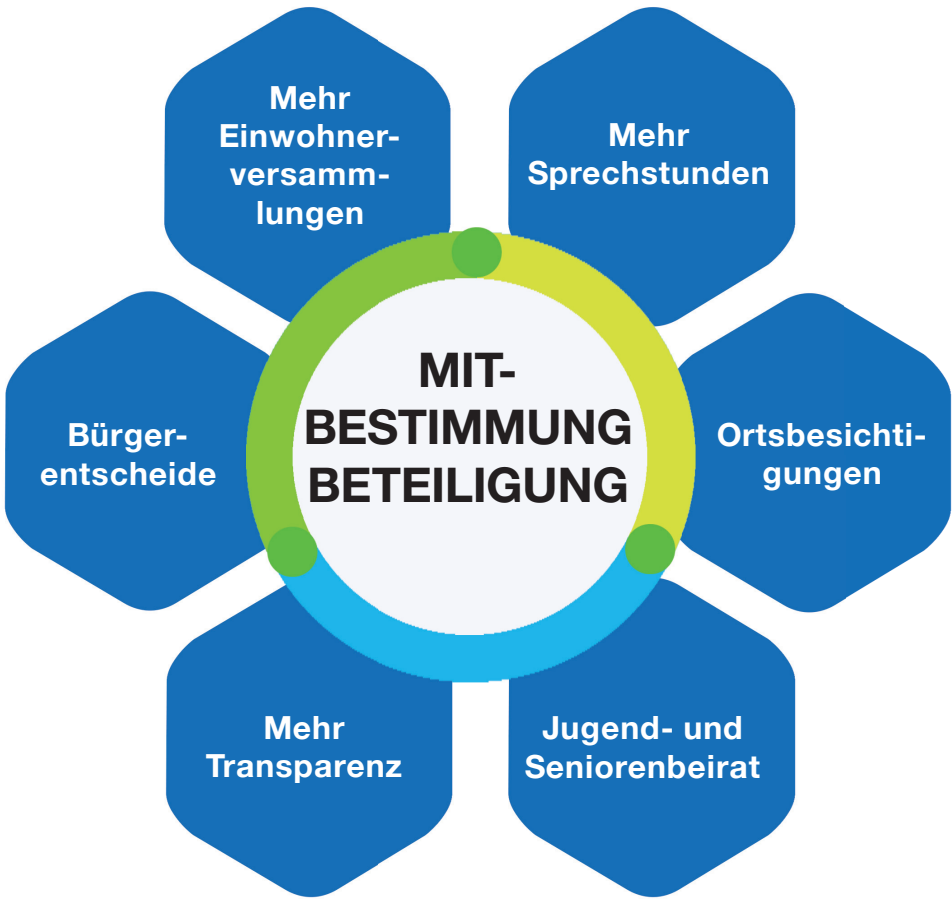 Mehr
Einwohner-
versamm-
lungen
Mehr
Sprechstunden
Bürger-
entscheide
MIT-
BESTIMMUNG
BETEILIGUNG
Ortsbesichti-
gungen
Mehr
Transparenz
Jugend- und
Seniorenbeirat